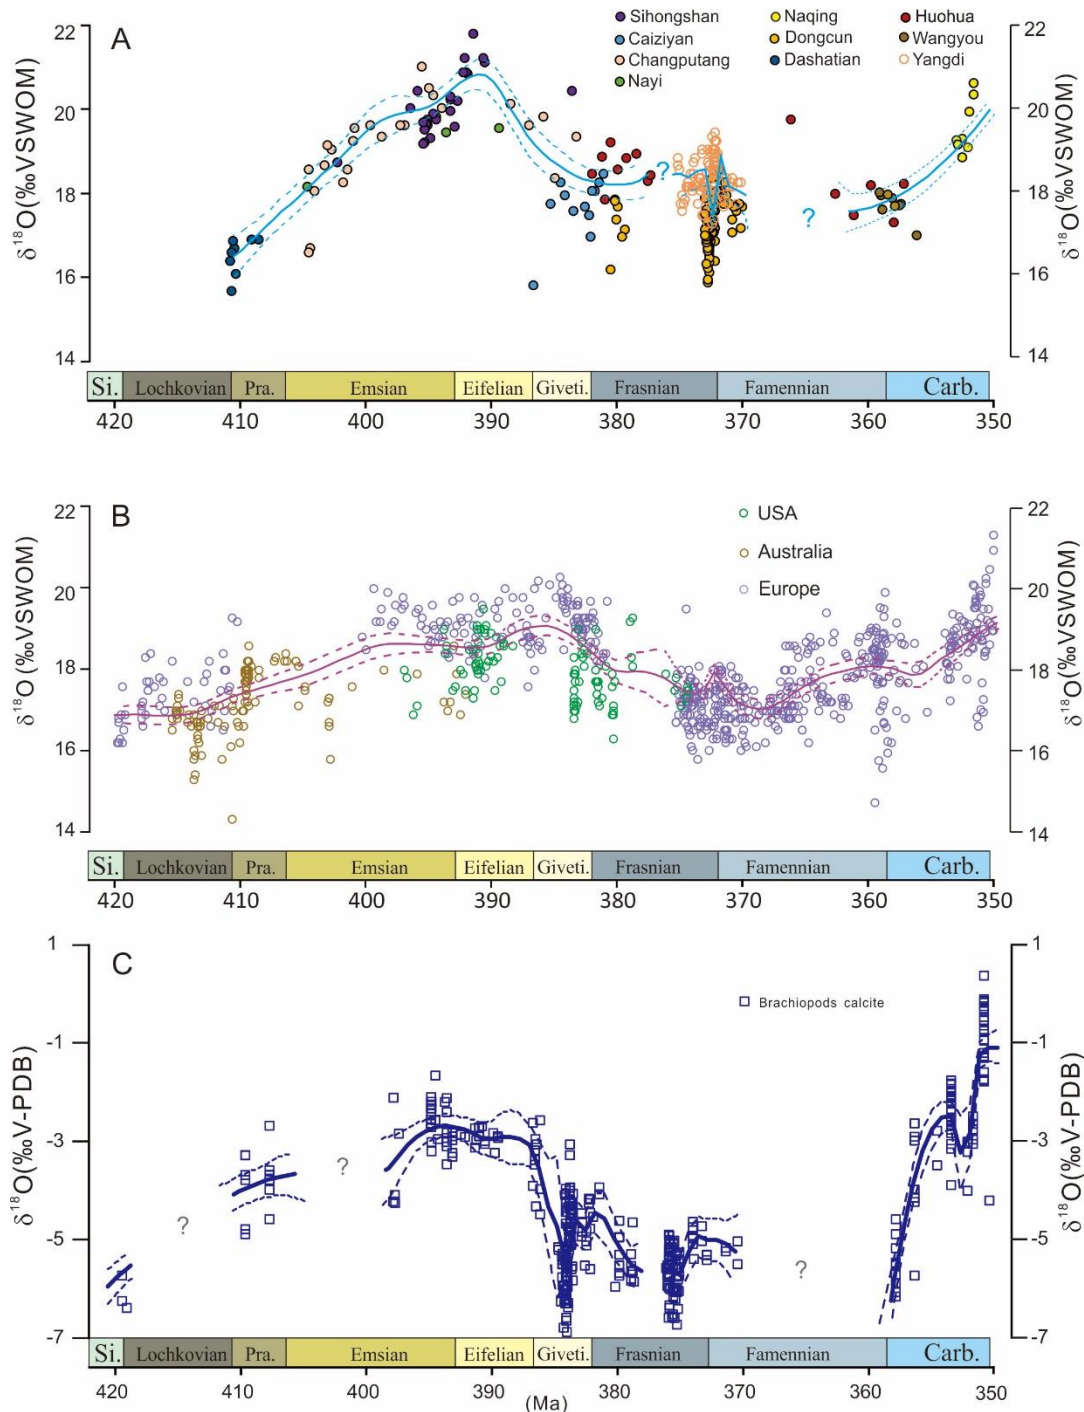 A
Sihongshan
Caiziyan
Changputang
Nayi
Naqing
Dongcun
Dashatian
Huohua
Wangyou
Yangdi
22
20
18
16
14
δ¹⁸O(‰VSWOM)
22
20
18
16
14
δ¹⁸O(‰VSWOM)
?
?
Si. Lochkovian Pra. Emsian Eifelian Giveti. Frasnian Famennian Carb.
420 410 400 390 380 370 360 350
B
USA
Australia
Europe
22
20
18
16
14
δ¹⁸O(‰VSWOM)
22
20
18
16
14
δ¹⁸O(‰VSWOM)
Si. Lochkovian Pra. Emsian Eifelian Giveti. Frasnian Famennian Carb.
420 410 400 390 380 370 360 350
C
Brachiopods calcite
1
-1
-3
-5
-7
δ¹⁸O(‰V-PDB)
1
-1
-3
-5
-7
δ¹⁸O(‰V-PDB)
?
?
?
Si. Lochkovian Pra. Emsian Eifelian Giveti. Frasnian Famennian Carb.
420 410 400 390 380 370 360 350
(Ma)